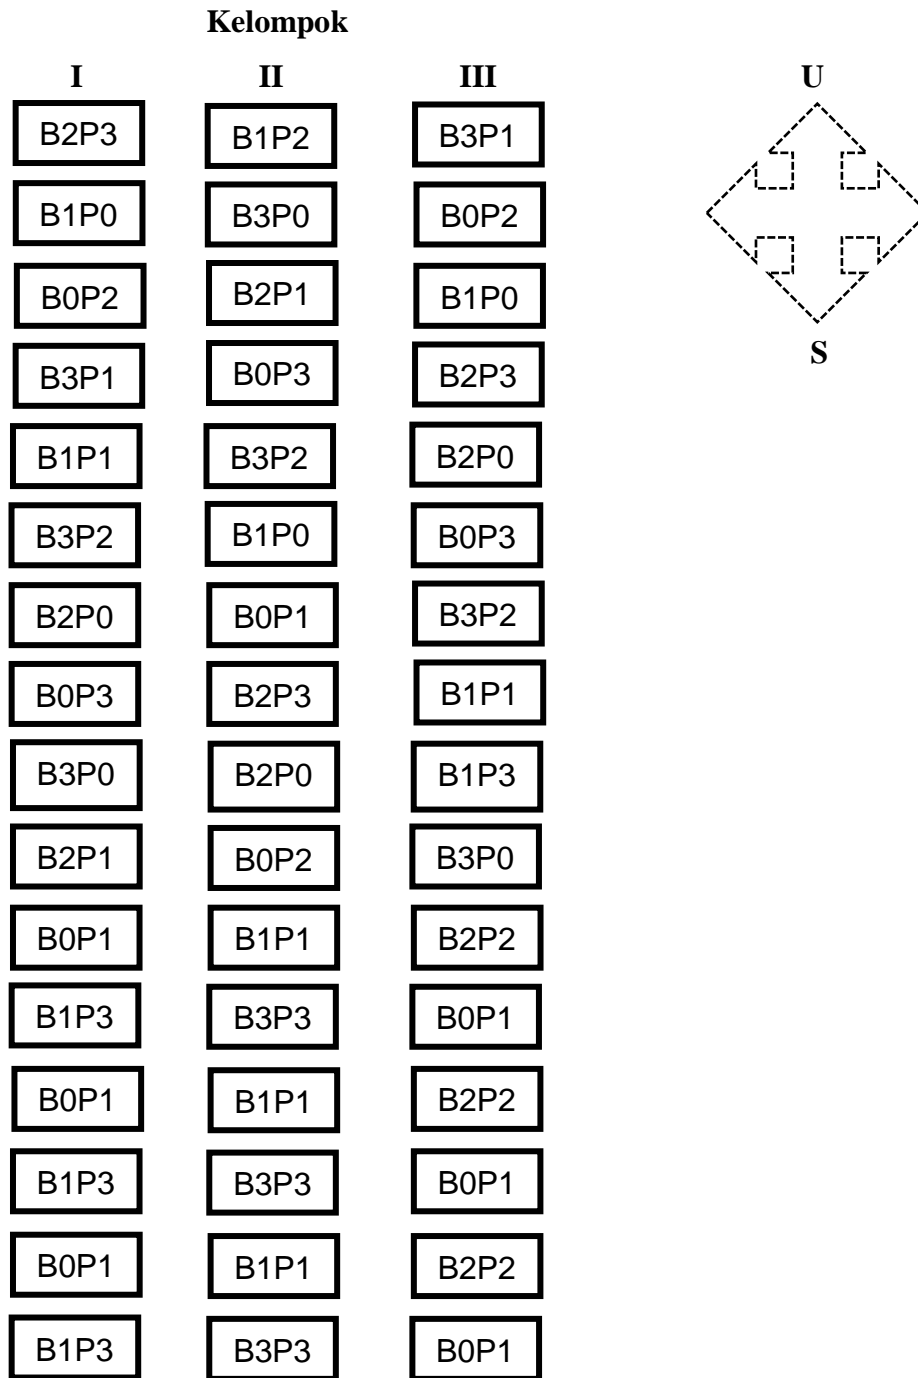 Kelompok
I II III U
B2P3 B1P2 B3P1
B1P0 B3P0 B0P2
B0P2 B2P1 B1P0
S
B3P1 B0P3 B2P3
B1P1 B3P2 B2P0
B3P2 B1P0 B0P3
B2P0 B0P1 B3P2
B0P3 B2P3 B1P1
B3P0 B2P0 B1P3
B2P1 B0P2 B3P0
B0P1 B1P1 B2P2
B1P3 B3P3 B0P1
B0P1 B1P1 B2P2
B1P3 B3P3 B0P1
B0P1 B1P1 B2P2
B1P3 B3P3 B0P1